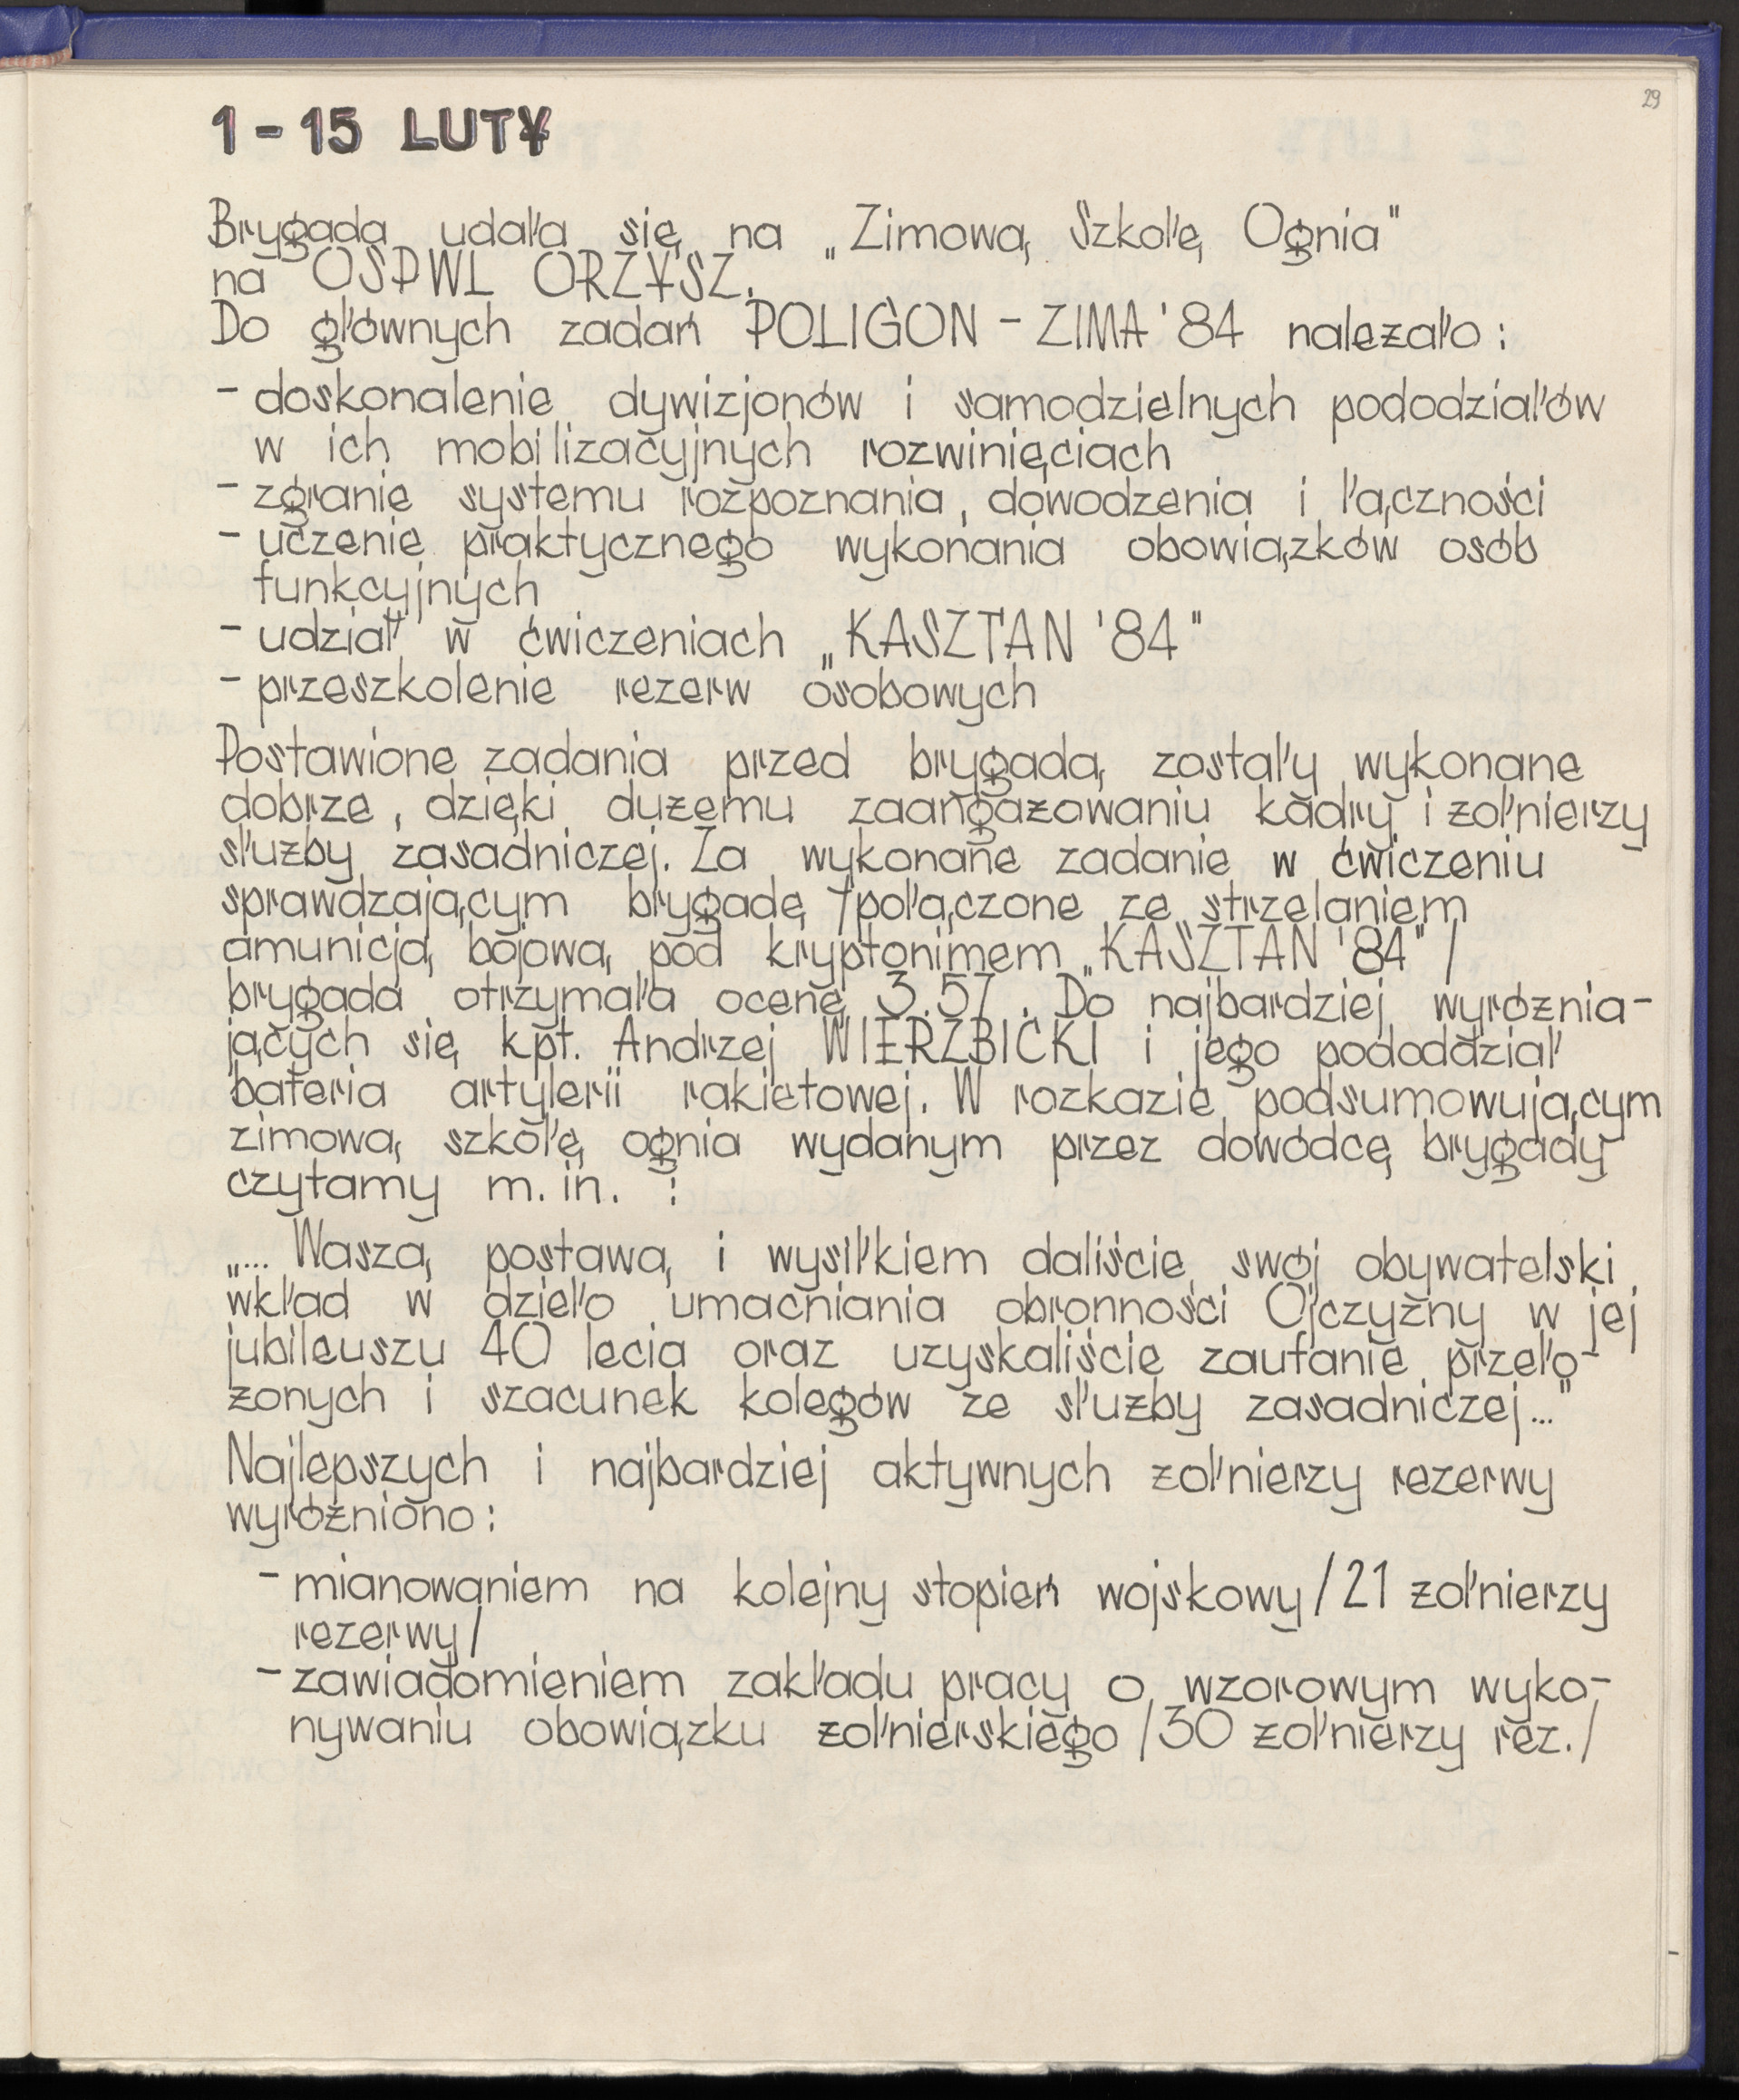 29
1-15 LUTY
Brygada udała się na „Zimową Szkołę Ognia"
na OSPWL ORZYSZ.
Do głównych zadań POLIGON - ZIMA '84 należało:
- doskonalenie dywizjonów i samodzielnych pododziałów
w ich mobilizacyjnych rozwinięciach
- zgranie systemu rozpoznania, dowodzenia i łączności
- uczenie praktycznego wykonania obowiązków osób
funkcyjnych
- udział w ćwiczeniach „KASZTAN '84"
- przeszkolenie rezerw osobowych
Postawione zadania przed brygadą zostały wykonane
dobrze, dzięki dużemu zaangażowaniu kadry i żołnierzy
służby zasadniczej. Za wykonane zadanie w ćwiczeniu
sprawdzającym brygadę /połączone ze strzelaniem
amunicją bojową pod kryptonimem „KASZTAN '84"/
brygada otrzymała ocenę 3.57. Do najbardziej wyróżnia-
jących się kpt. Andrzej WIERZBICKI i jego pododdział
bateria artylerii rakietowej. W rozkazie podsumowującym
zimową szkołę ognia wydanym przez dowódcę brygady
czytamy m.in. :
„... Waszą postawą i wysiłkiem daliście swój obywatelski
wkład w dzieło umacniania obronności Ojczyzny w jej
jubileuszu 40 lecia oraz uzyskaliście zaufanie przeło-
żonych i szacunek kolegów ze służby zasadniczej..."
Najlepszych i najbardziej aktywnych żołnierzy rezerwy
wyróżniono:
- mianowaniem na kolejny stopień wojskowy /21 żołnierzy
rezerwy/
- zawiadomieniem zakładu pracy o wzorowym wyko-
nywaniu obowiązku żołnierskiego /30 żołnierzy rez./